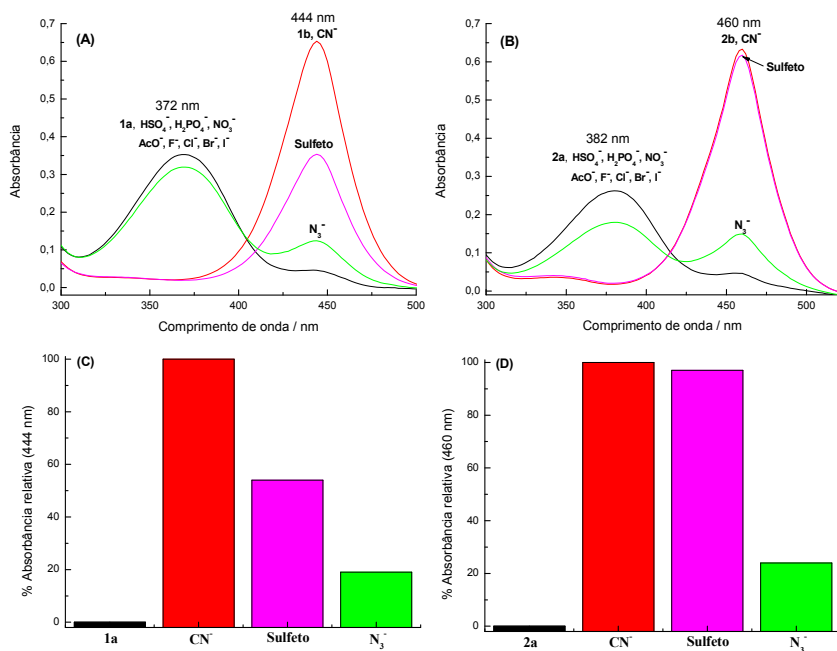 (A)
444 nm
1b, CN⁻
372 nm
1a, HSO₄⁻, H₂PO₄⁻, NO₃⁻
AcO⁻, F⁻, Cl⁻, Br⁻, I⁻
Sulfeto
N₃⁻
Absorbância
0,7
0,6
0,5
0,4
0,3
0,2
0,1
0,0
300 350 400 450 500
Comprimento de onda / nm
(B)
460 nm
2b, CN⁻
Sulfeto
382 nm
2a, HSO₄⁻, H₂PO₄⁻, NO₃⁻
AcO⁻, F⁻, Cl⁻, Br⁻, I⁻
N₃⁻
Absorbância
0,7
0,6
0,5
0,4
0,3
0,2
0,1
0,0
300 350 400 450 500
Comprimento de onda / nm
(C)
% Absorbância relativa (444 nm)
100
80
60
40
20
0
1a CN⁻ Sulfeto N₃⁻
(D)
% Absorbância relativa (460 nm)
100
80
60
40
20
0
2a CN⁻ Sulfeto N₃⁻